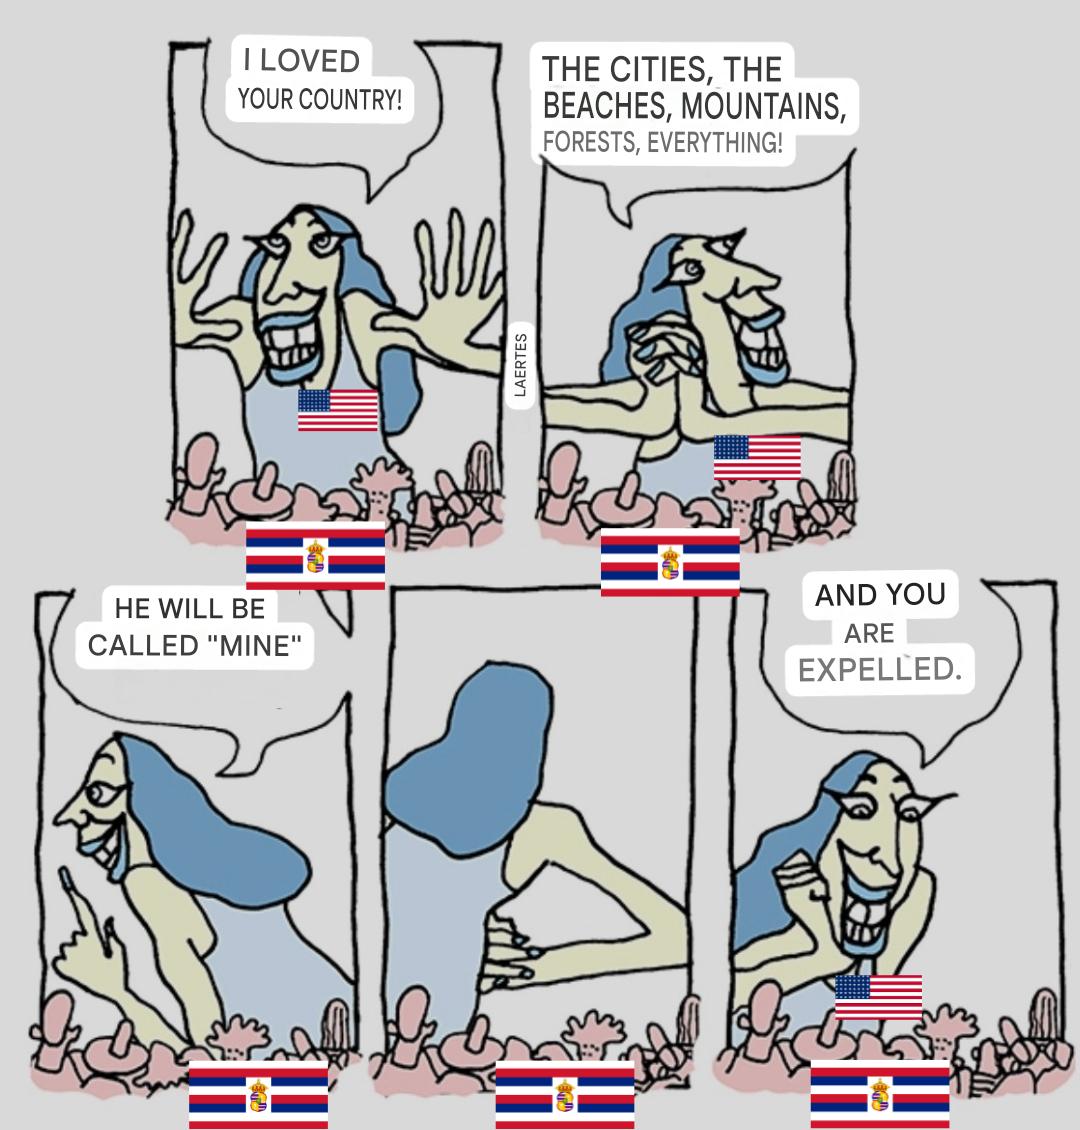 I LOVED
YOUR COUNTRY!
THE CITIES, THE
BEACHES, MOUNTAINS,
FORESTS, EVERYTHING!
LAERTES
HE WILL BE
CALLED "MINE"
AND YOU
ARE
EXPELLED.